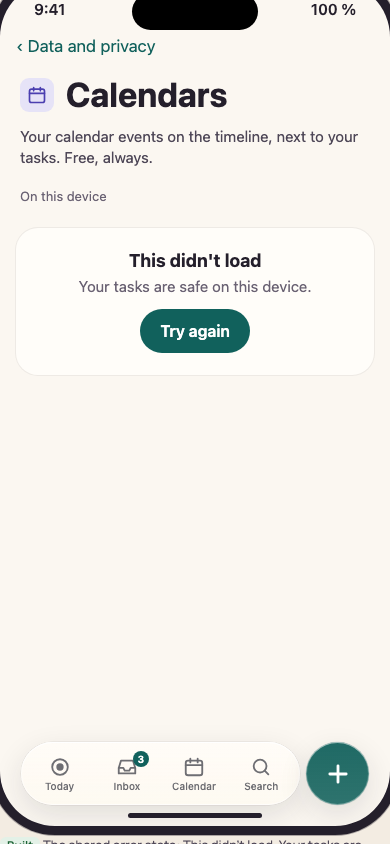 9:41
100 %
‹ Data and privacy
Calendars
Your calendar events on the timeline, next to your
tasks. Free, always.
On this device
This didn't load
Your tasks are safe on this device.
Try again
3
Today
Inbox
Calendar
Search